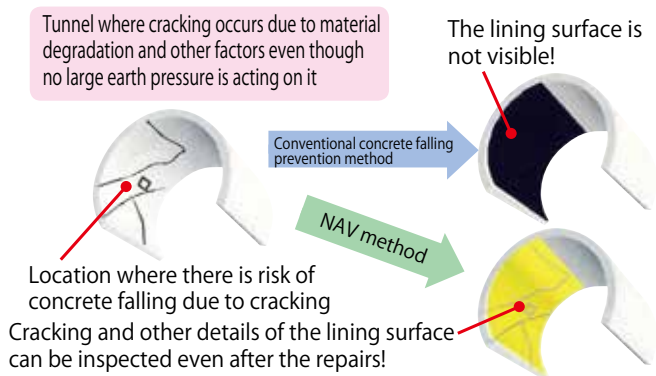 Tunnel where cracking occurs due to material
degradation and other factors even though
no large earth pressure is acting on it
The lining surface is
not visible!
Conventional concrete falling
prevention method
NAV method
Location where there is risk of
concrete falling due to cracking
Cracking and other details of the lining surface
can be inspected even after the repairs!